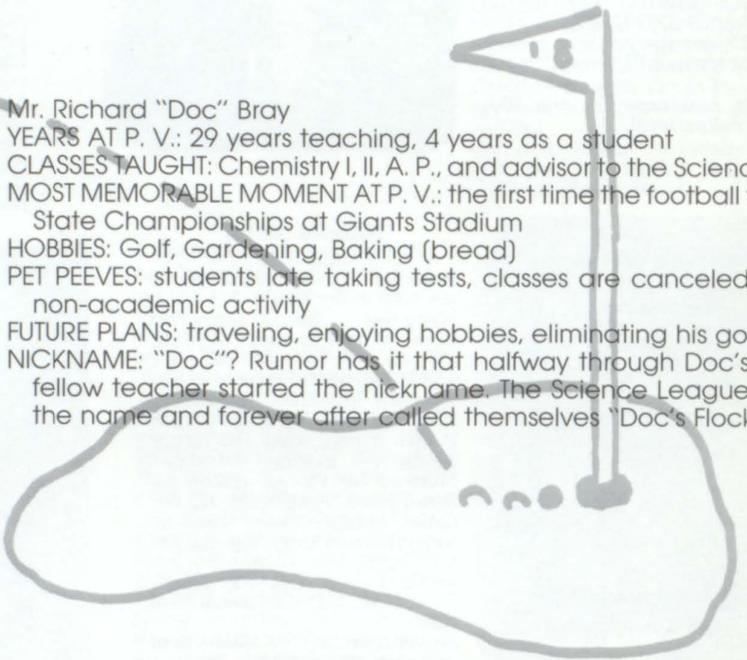 18
Mr. Richard "Doc" Bray
YEARS AT P. V.: 29 years teaching, 4 years as a student
CLASSES TAUGHT: Chemistry I, II, A. P., and advisor to the Scienc
MOST MEMORABLE MOMENT AT P. V.: the first time the football
State Championships at Giants Stadium
HOBBIES: Golf, Gardening, Baking (bread)
PET PEEVES: students late taking tests, classes are canceled
non-academic activity
FUTURE PLANS: traveling, enjoying hobbies, eliminating his go
NICKNAME: "Doc"? Rumor has it that halfway through Doc's
fellow teacher started the nickname. The Science League
the name and forever after called themselves "Doc's Flock